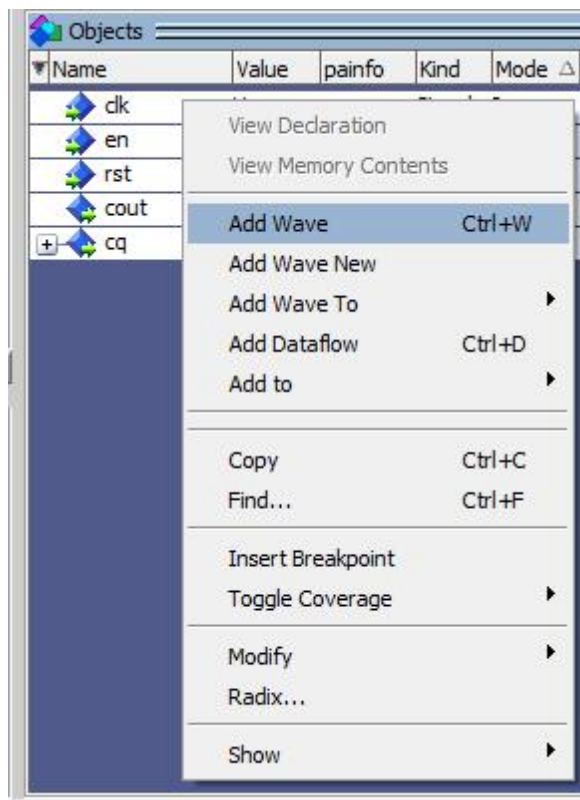 Objects
Name Value painfo Kind Mode
clk
en
rst
cout
cq
View Declaration
View Memory Contents
Add Wave Ctrl+W
Add Wave New
Add Wave To
Add Dataflow Ctrl+D
Add to
Copy Ctrl+C
Find... Ctrl+F
Insert Breakpoint
Toggle Coverage
Modify
Radix...
Show